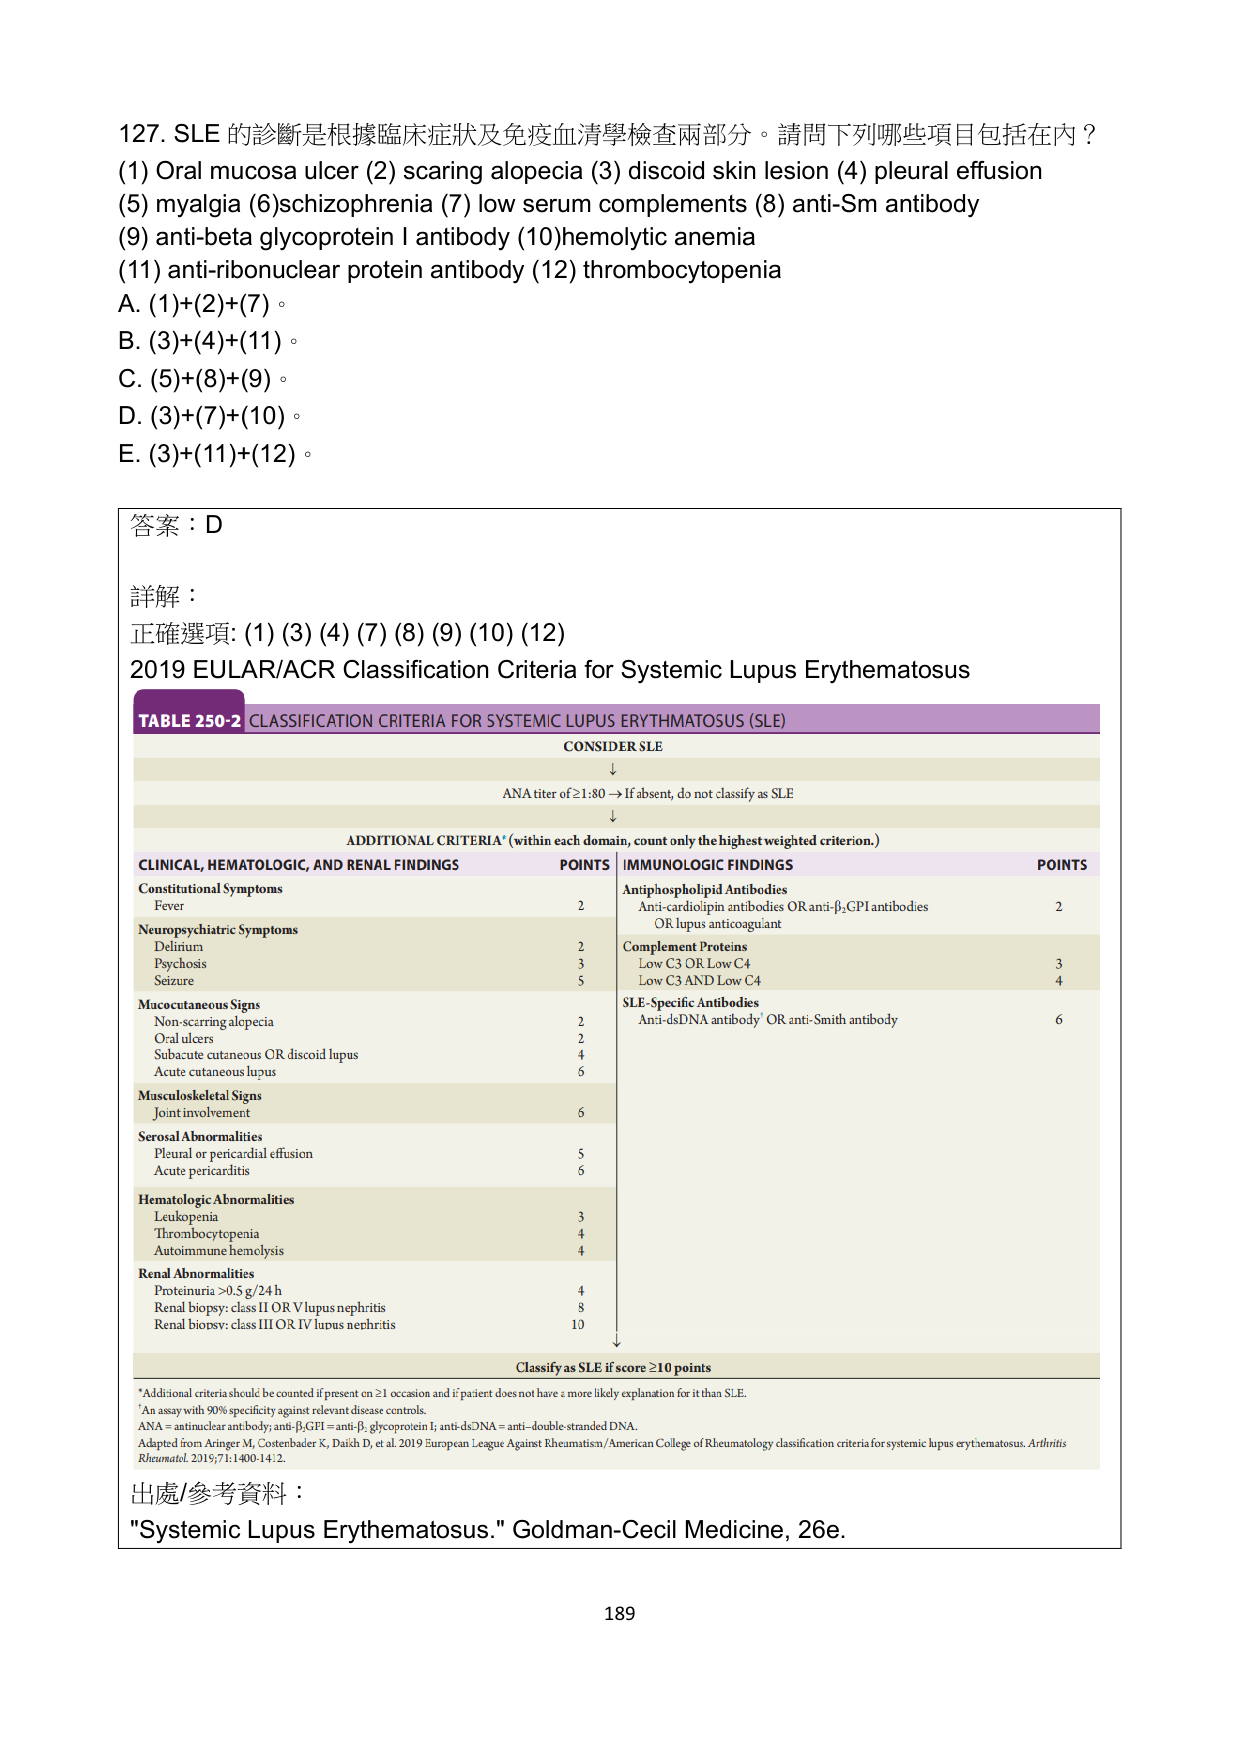 127. SLE 的診斷是根據臨床症狀及免疫血清學檢查兩部分。請問下列哪些項目包括在內？
(1) Oral mucosa ulcer (2) scaring alopecia (3) discoid skin lesion (4) pleural effusion
(5) myalgia (6)schizophrenia (7) low serum complements (8) anti-Sm antibody
(9) anti-beta glycoprotein I antibody (10)hemolytic anemia
(11) anti-ribonuclear protein antibody (12) thrombocytopenia
A. (1)+(2)+(7)。
B. (3)+(4)+(11)。
C. (5)+(8)+(9)。
D. (3)+(7)+(10)。
E. (3)+(11)+(12)。
答案：D
詳解：
正確選項: (1) (3) (4) (7) (8) (9) (10) (12)
2019 EULAR/ACR Classification Criteria for Systemic Lupus Erythematosus
TABLE 250-2 CLASSIFICATION CRITERIA FOR SYSTEMIC LUPUS ERYTHMATOSUS (SLE)
CONSIDER SLE
↓
ANA titer of ≥1:80 → If absent, do not classify as SLE
↓
ADDITIONAL CRITERIA* (within each domain, count only the highest weighted criterion.)
CLINICAL, HEMATOLOGIC, AND RENAL FINDINGS POINTS
Constitutional Symptoms
Fever 2
Neuropsychiatric Symptoms
Delirium 2
Psychosis 3
Seizure 5
Mucocutaneous Signs
Non-scarring alopecia 2
Oral ulcers 2
Subacute cutaneous OR discoid lupus 4
Acute cutaneous lupus 6
Musculoskeletal Signs
Joint involvement 6
Serosal Abnormalities
Pleural or pericardial effusion 5
Acute pericarditis 6
Hematologic Abnormalities
Leukopenia 3
Thrombocytopenia 4
Autoimmune hemolysis 4
Renal Abnormalities
Proteinuria >0.5 g/24 h 4
Renal biopsy: class II OR V lupus nephritis 8
Renal biopsy: class III OR IV lupus nephritis 10
IMMUNOLOGIC FINDINGS POINTS
Antiphospholipid Antibodies
Anti-cardiolipin antibodies OR anti-β₂GPI antibodies 2
OR lupus anticoagulant
Complement Proteins
Low C3 OR Low C4 3
Low C3 AND Low C4 4
SLE-Specific Antibodies
Anti-dsDNA antibody† OR anti-Smith antibody 6
↓
Classify as SLE if score ≥10 points
*Additional criteria should be counted if present on ≥1 occasion and if patient does not have a more likely explanation for it than SLE.
†An assay with 90% specificity against relevant disease controls.
ANA = antinuclear antibody; anti-β₂GPI = anti-β₂ glycoprotein I; anti-dsDNA = anti–double-stranded DNA.
Adapted from Aringer M, Costenbader K, Daikh D, et al. 2019 European League Against Rheumatism/American College of Rheumatology classification criteria for systemic lupus erythematosus. Arthritis
Rheumatol. 2019;71:1400-1412.
出處/參考資料：
"Systemic Lupus Erythematosus." Goldman-Cecil Medicine, 26e.
189